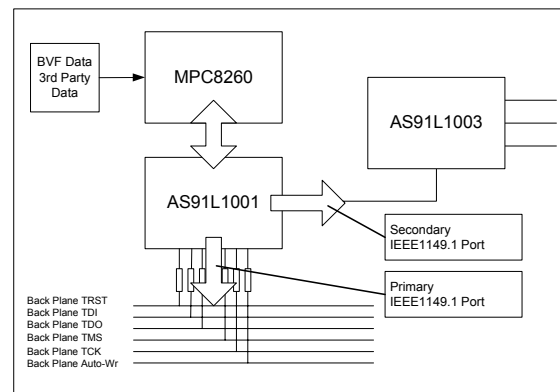 BVF Data
3rd Party
Data
MPC8260
AS91L1003
AS91L1001
Secondary
IEEE1149.1 Port
Primary
IEEE1149.1 Port
Back Plane TRST
Back Plane TDI
Back Plane TDO
Back Plane TMS
Back Plane TCK
Back Plane Auto-Wr